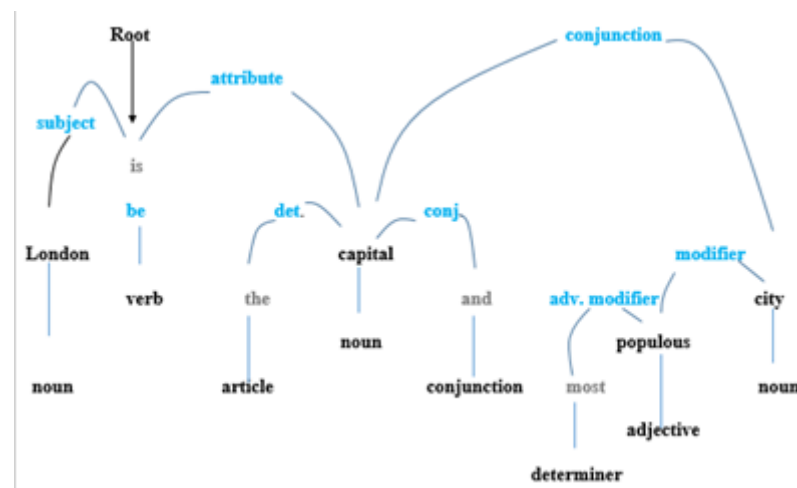 Root
conjunction
attribute
subject
is
be
det.
conj.
London
capital
modifier
verb
the
and
adv. modifier
city
noun
populous
noun
article
conjunction
most
noun
adjective
determiner